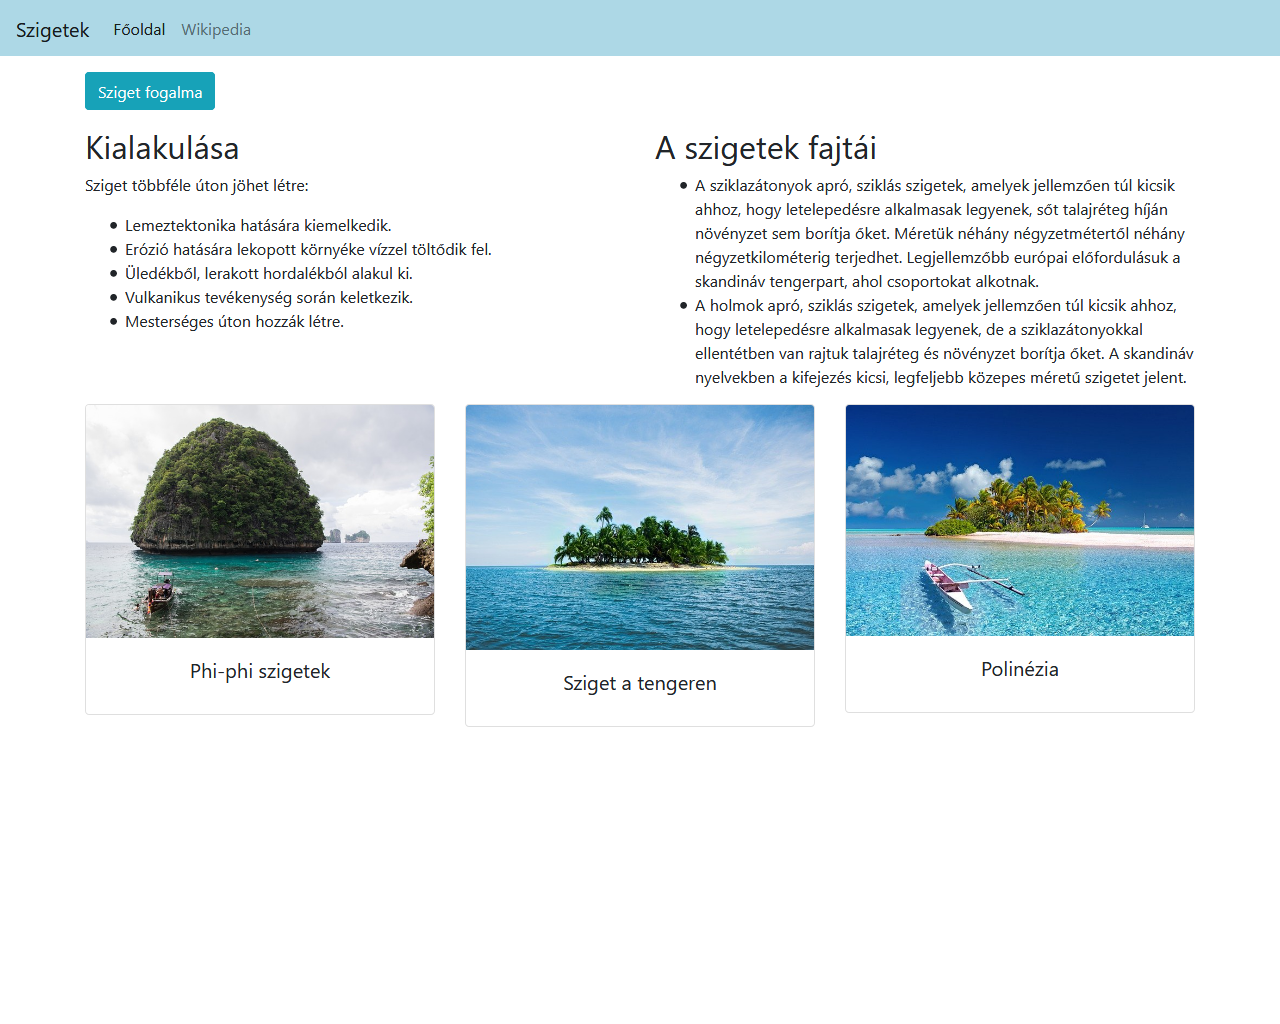 Szigetek Főoldal Wikipedia
Sziget fogalma
Kialakulása
Sziget többféle úton jöhet létre:
Lemeztektonika hatására kiemelkedik.
Erózió hatására lekopott környéke vízzel töltődik fel.
Üledékből, lerakott hordalékból alakul ki.
Vulkanikus tevékenység során keletkezik.
Mesterséges úton hozzák létre.
A szigetek fajtái
A sziklazátonyok apró, sziklás szigetek, amelyek jellemzően túl kicsik
ahhoz, hogy letelepedésre alkalmasak legyenek, sőt talajréteg híján
növényzet sem borítja őket. Méretük néhány négyzetmétertől néhány
négyzetkilométerig terjedhet. Legjellemzőbb európai előfordulásuk a
skandináv tengerpart, ahol csoportokat alkotnak.
A holmok apró, sziklás szigetek, amelyek jellemzően túl kicsik ahhoz,
hogy letelepedésre alkalmasak legyenek, de a sziklazátonyokkal
ellentétben van rajtuk talajréteg és növényzet borítja őket. A skandináv
nyelvekben a kifejezés kicsi, legfeljebb közepes méretű szigetet jelent.
Phi-phi szigetek
Sziget a tengeren
Polinézia